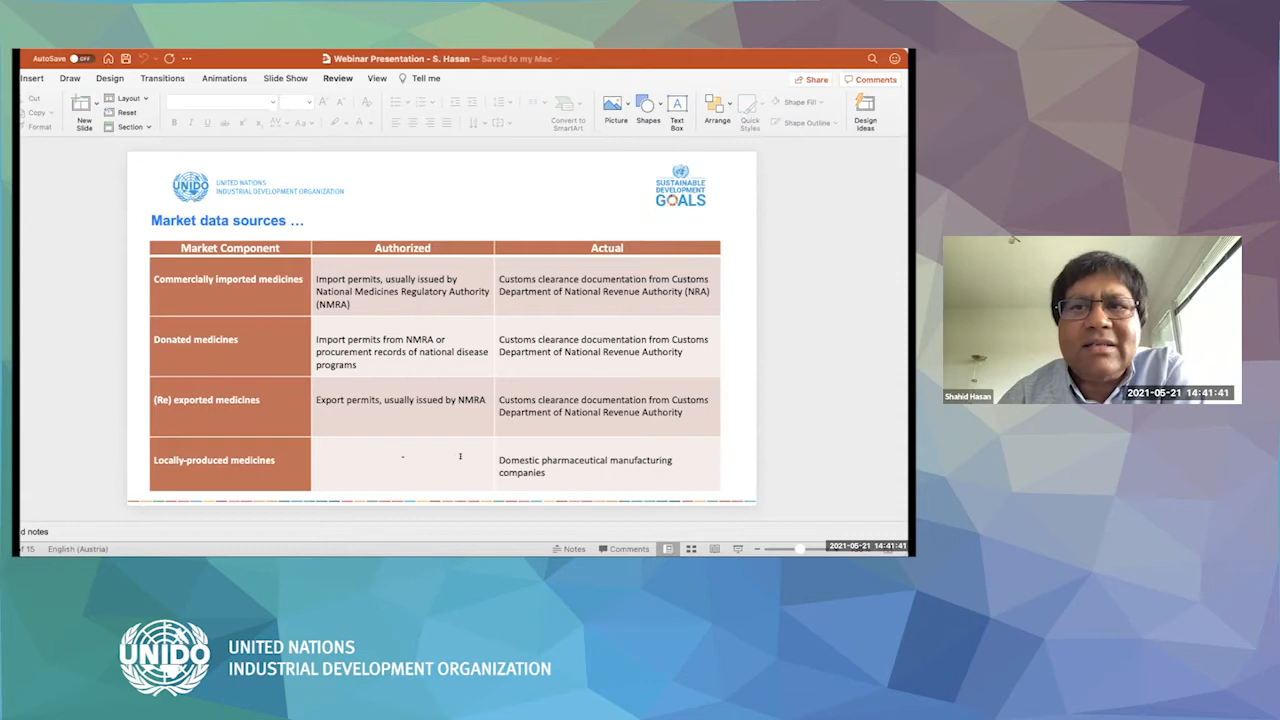 AutoSave OFF
Webinar Presentation - S. Hasan — Saved to my Mac
Insert Draw Design Transitions Animations Slide Show Review View Tell me
Share Comments
Cut
Copy
Format
New
Slide
Layout
Reset
Section
Convert to
SmartArt
Picture
Shapes
Text
Box
Arrange
Quick
Styles
Shape Fill
Shape Outline
Design
Ideas
UNIDO
UNITED NATIONS
INDUSTRIAL DEVELOPMENT ORGANIZATION
SUSTAINABLE
DEVELOPMENT
GOALS
Market data sources …
Market Component Authorized Actual
Commercially imported medicines
Import permits, usually issued by
National Medicines Regulatory Authority
(NMRA)
Customs clearance documentation from Customs
Department of National Revenue Authority (NRA)
Donated medicines
Import permits from NMRA or
procurement records of national disease
programs
Customs clearance documentation from Customs
Department of National Revenue Authority
(Re) exported medicines
Export permits, usually issued by NMRA
Customs clearance documentation from Customs
Department of National Revenue Authority
Locally-produced medicines
-
Domestic pharmaceutical manufacturing
companies
d notes
of 15 English (Austria) Notes Comments
2021-05-21 14:41:41
Shahid Hasan
2021-05-21 14:41:41
UNIDO
UNITED NATIONS
INDUSTRIAL DEVELOPMENT ORGANIZATION